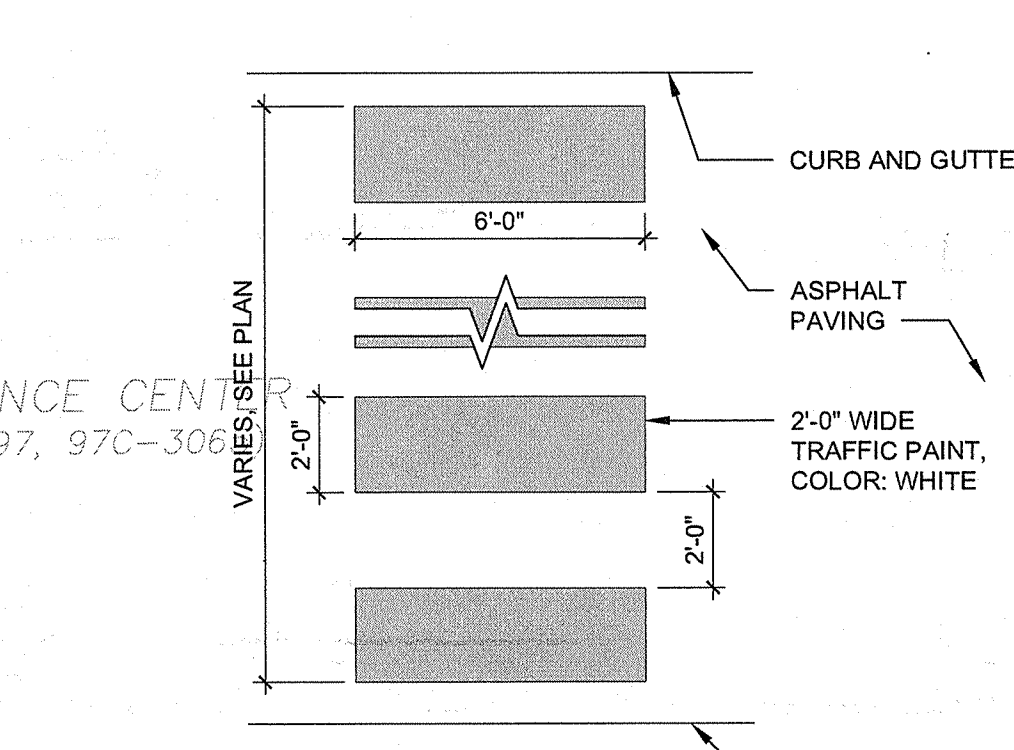 CURB AND GUTTE
6'-0"
ASPHALT
PAVING
VARIES, SEE PLAN
NCE CENTER
97, 97C-306
2'-0"
2'-0" WIDE
TRAFFIC PAINT,
COLOR: WHITE
2'-0"